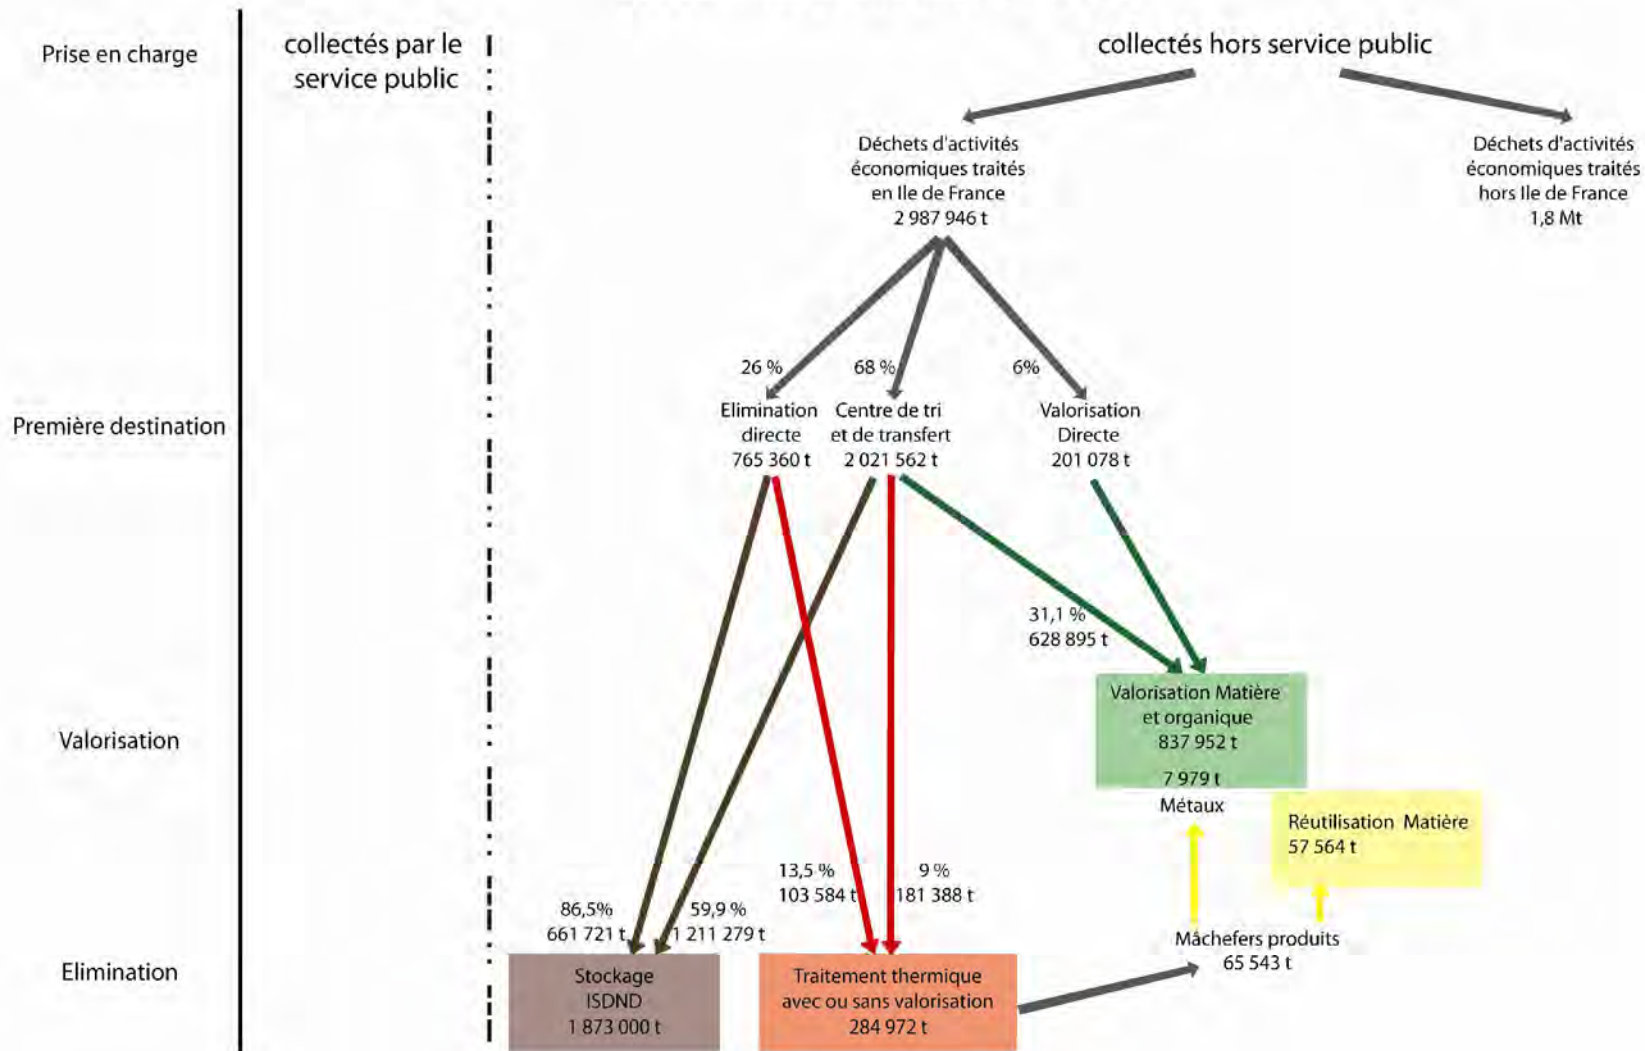 Prise en charge
collectés par le
service public
collectés hors service public
Déchets d'activités
économiques traités
en Ile de France
2 987 946 t
Déchets d'activités
économiques traités
hors Ile de France
1,8 Mt
26 %
68 %
6%
Première destination
Elimination
directe
765 360 t
Centre de tri
et de transfert
2 021 562 t
Valorisation
Directe
201 078 t
31,1 %
628 895 t
Valorisation
Valorisation Matière
et organique
837 952 t
7 979 t
Métaux
Réutilisation Matière
57 564 t
86,5%
661 721 t
59,9 %
1 211 279 t
13,5 %
103 584 t
9 %
181 388 t
Mâchefers produits
65 543 t
Elimination
Stockage
ISDND
1 873 000 t
Traitement thermique
avec ou sans valorisation
284 972 t